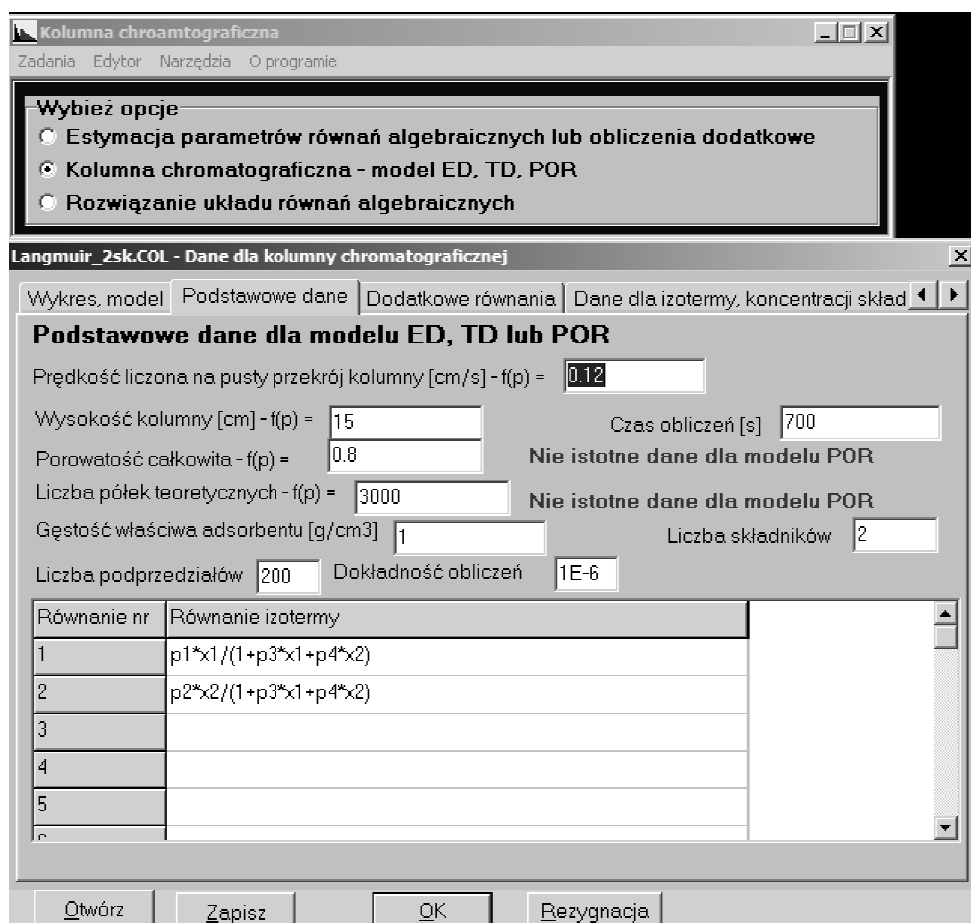 Kolumna chroamtograficzna
Zadania Edytor Narzędzia O programie
Wybież opcje
Estymacja parametrów równań algebraicznych lub obliczenia dodatkowe
Kolumna chromatograficzna - model ED, TD, POR
Rozwiązanie układu równań algebraicznych
Langmuir_2sk.COL - Dane dla kolumny chromatograficznej
Wykres, model Podstawowe dane Dodatkowe równania Dane dla izotermy, koncentracji skład
Podstawowe dane dla modelu ED, TD lub POR
Prędkość liczona na pusty przekrój kolumny [cm/s] - f(p) = 0.12
Wysokość kolumny [cm] - f(p) = 15 Czas obliczeń [s] 700
Porowatość całkowita - f(p) = 0.8 Nie istotne dane dla modelu POR
Liczba półek teoretycznych - f(p) = 3000 Nie istotne dane dla modelu POR
Gęstość właściwa adsorbentu [g/cm3] 1 Liczba składników 2
Liczba podprzedziałów 200 Dokładność obliczeń 1E-6
Równanie nr Równanie izotermy
1 p1*x1/(1+p3*x1+p4*x2)
2 p2*x2/(1+p3*x1+p4*x2)
3
4
5
Otwórz Zapisz OK Rezygnacja